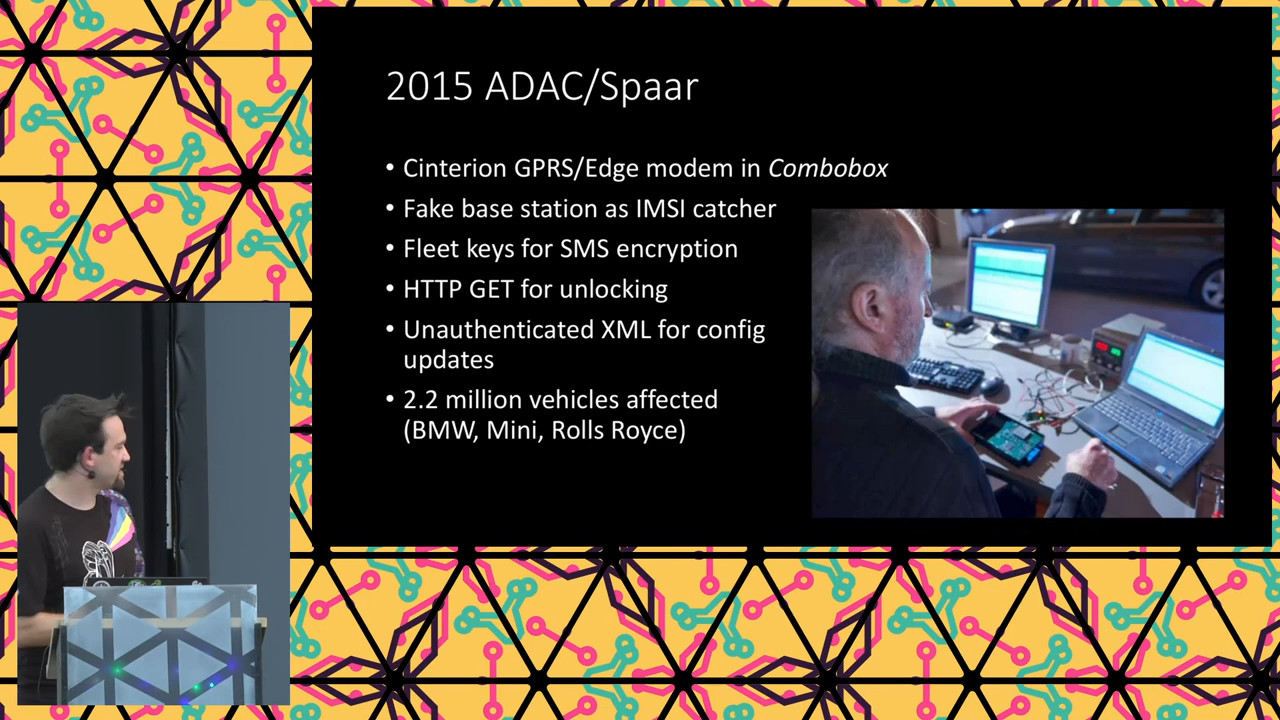 2015 ADAC/Spaar
• Cinterion GPRS/Edge modem in Combobox
• Fake base station as IMSI catcher
• Fleet keys for SMS encryption
• HTTP GET for unlocking
• Unauthenticated XML for config
updates
• 2.2 million vehicles affected
(BMW, Mini, Rolls Royce)